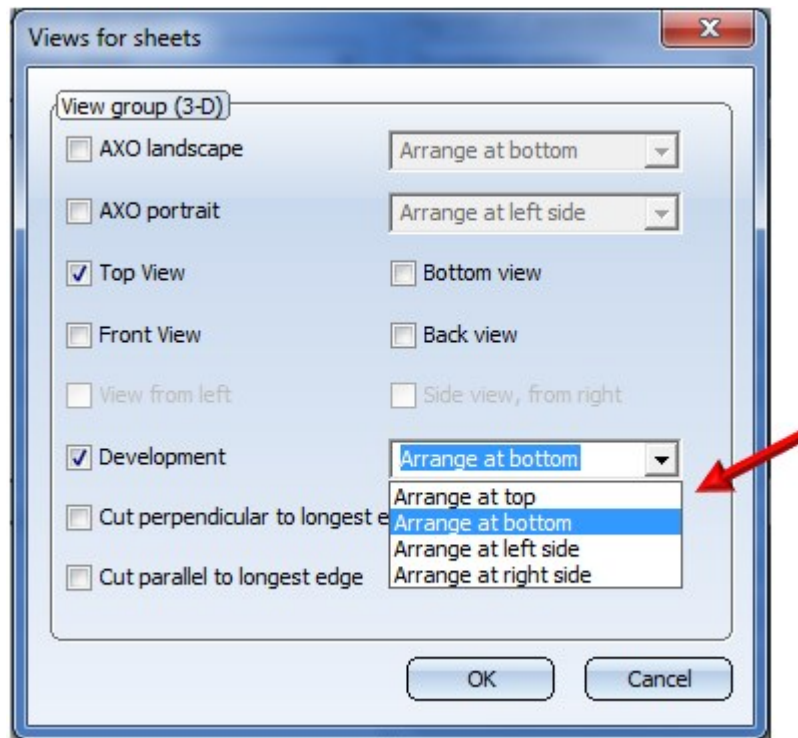 Views for sheets
View group (3-D)
AXO landscape
Arrange at bottom
AXO portrait
Arrange at left side
Top View
Bottom view
Front View
Back view
View from left
Side view, from right
Development
Arrange at bottom
Arrange at top
Arrange at bottom
Arrange at left side
Arrange at right side
Cut perpendicular to longest e
Cut parallel to longest edge
OK
Cancel